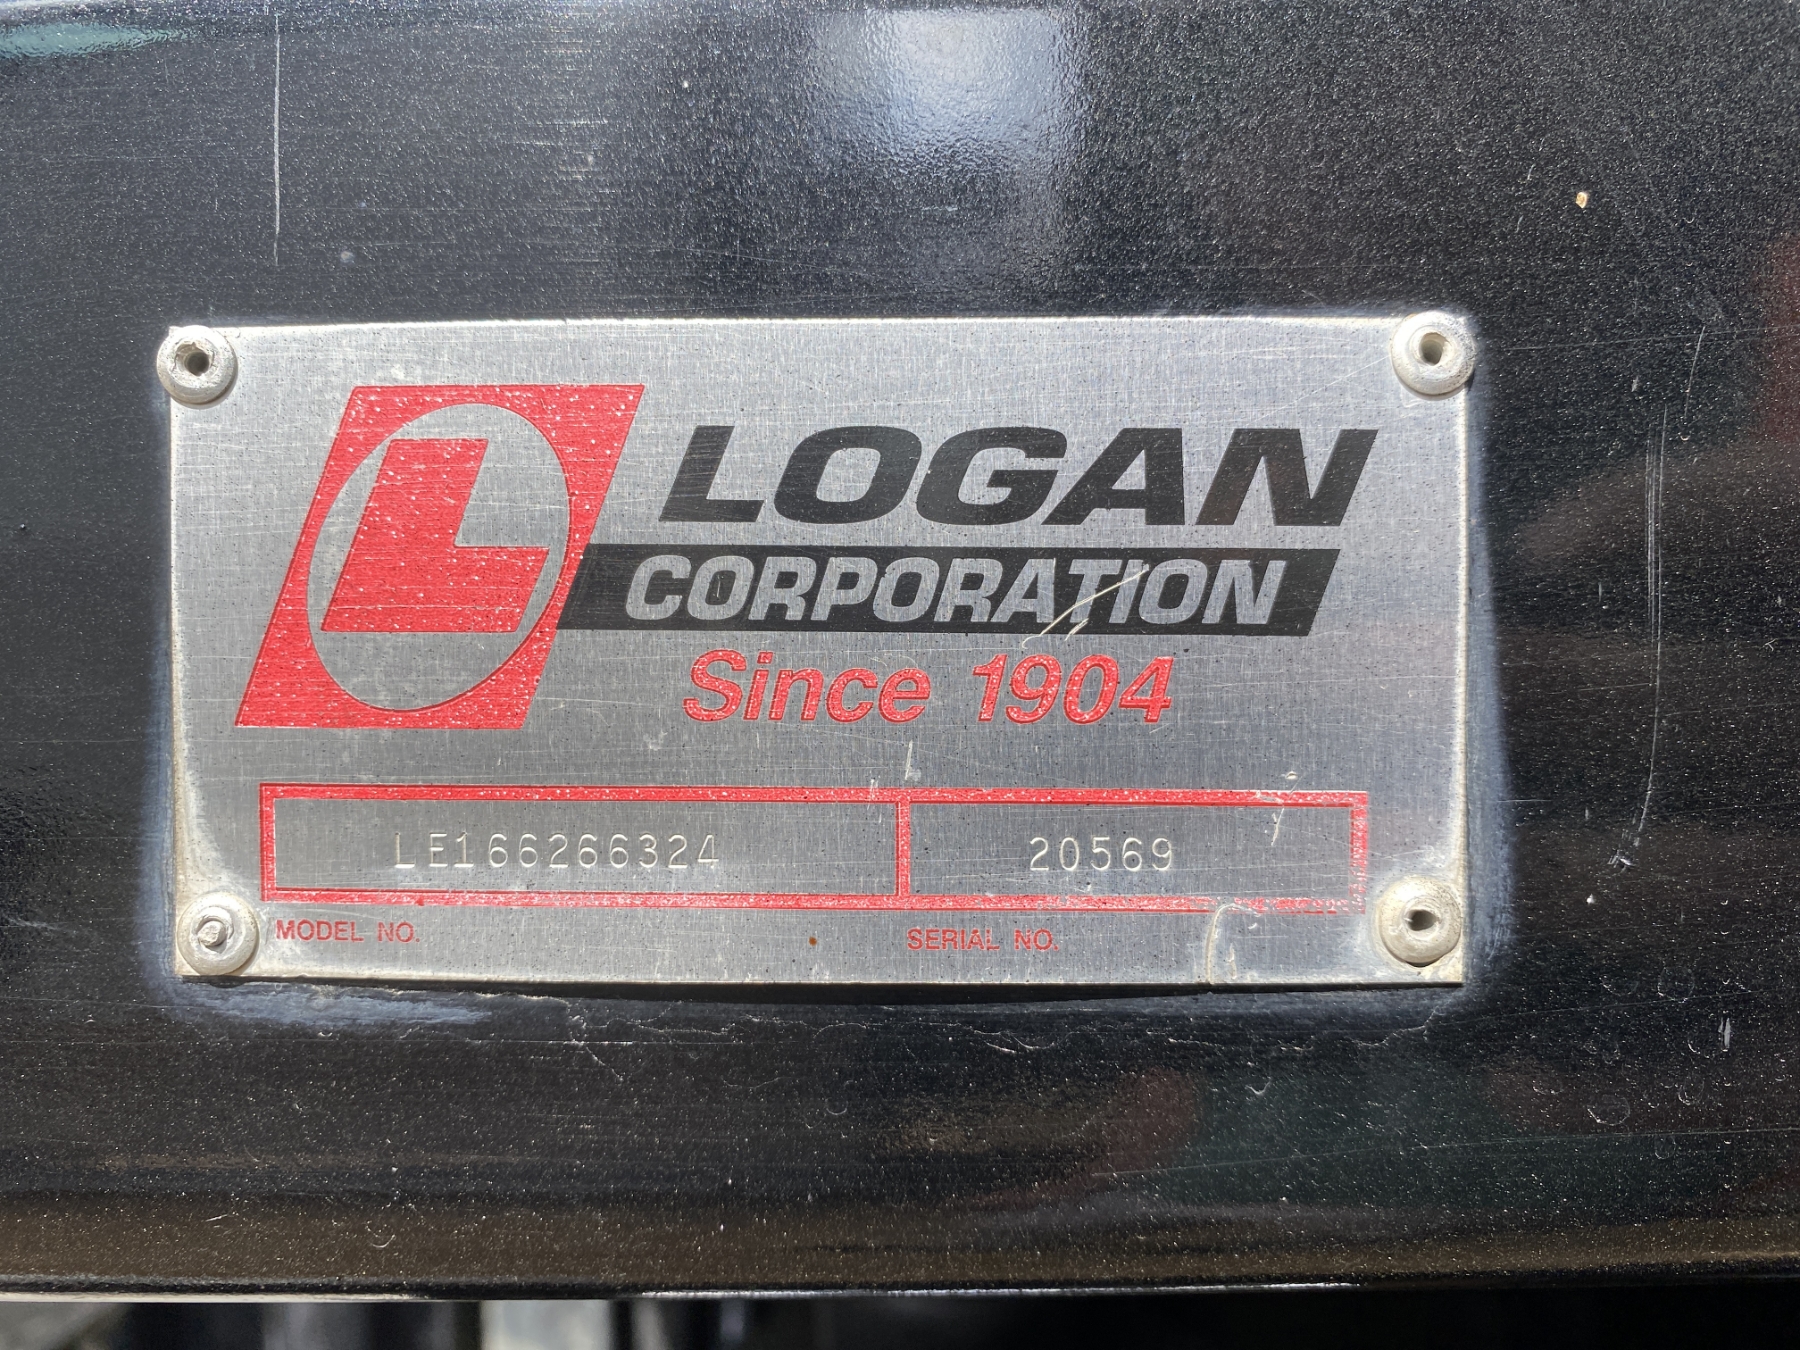 L LOGAN
CORPORATION
Since 1904
LE166266324 20569
MODEL NO. SERIAL NO.